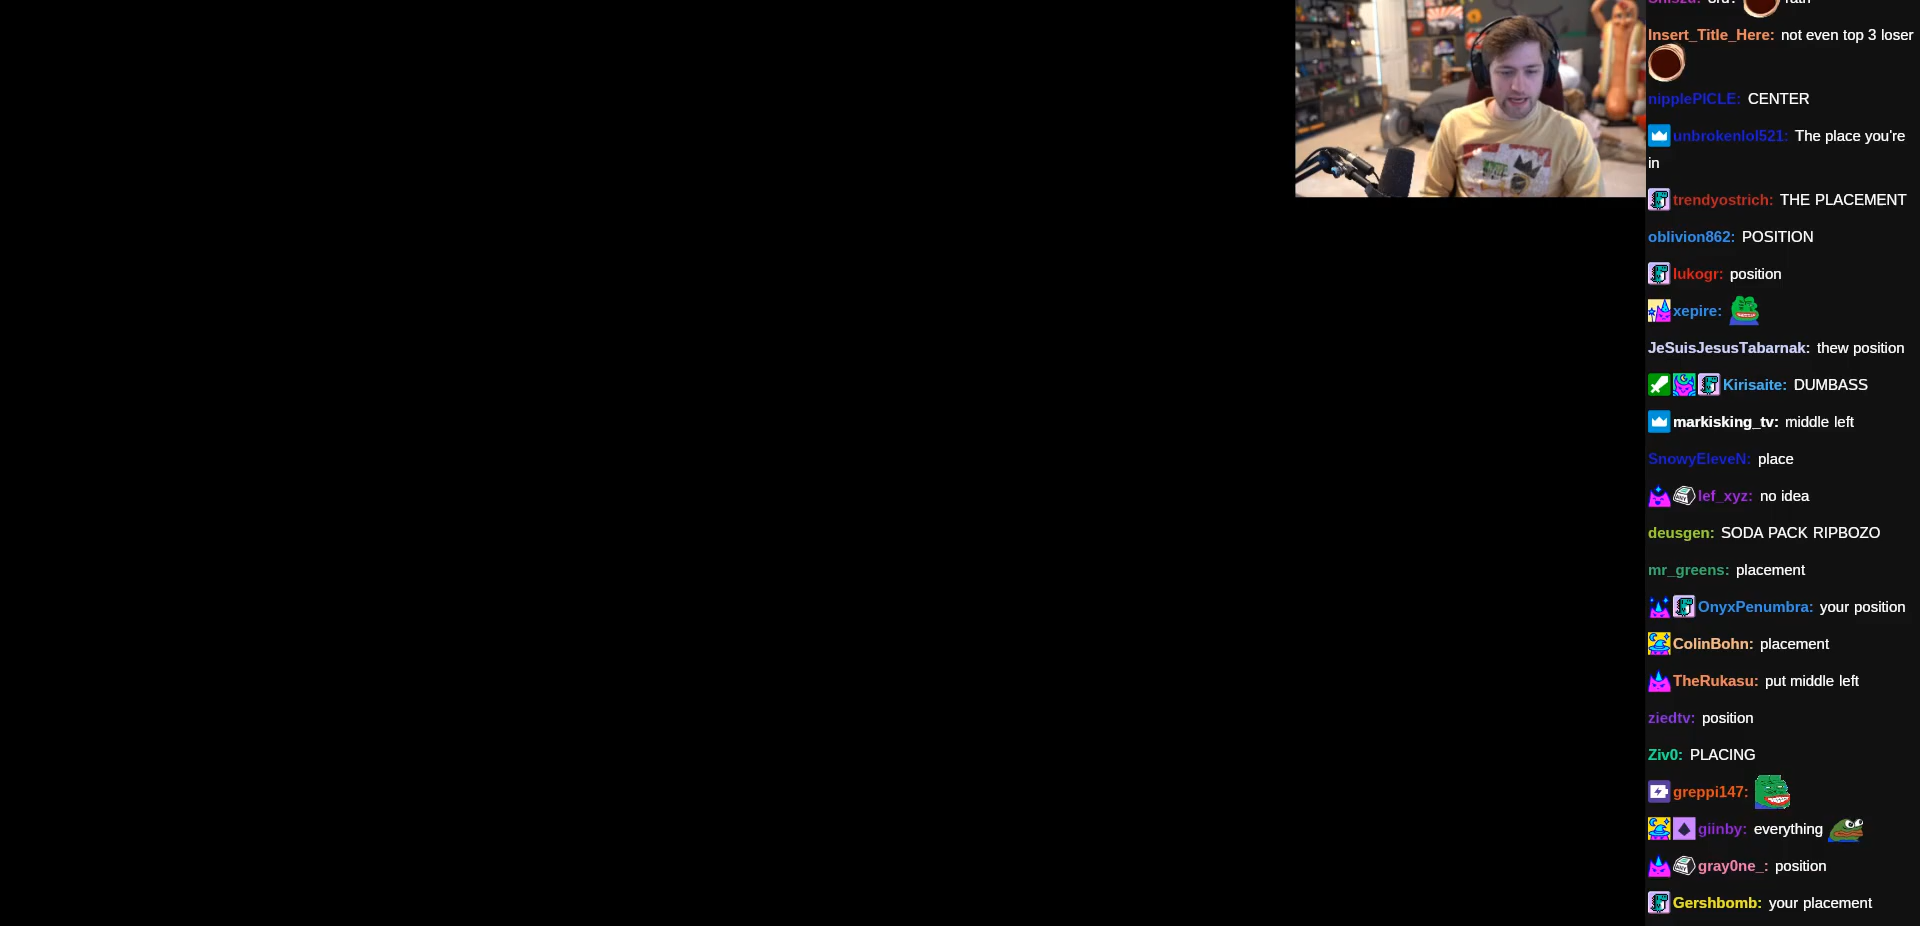 Insert_Title_Here: not even top 3 loser
nipplePICLE: CENTER
unbrokenlol521: The place you're
in
trendyostrich: THE PLACEMENT
oblivion862: POSITION
lukogr: position
xepire:
JeSuisJesusTabarnak: thew position
Kirisaite: DUMBASS
markisking_tv: middle left
SnowyEleveN: place
lef_xyz: no idea
deusgen: SODA PACK RIPBOZO
mr_greens: placement
OnyxPenumbra: your position
ColinBohn: placement
TheRukasu: put middle left
ziedtv: position
Ziv0: PLACING
greppi147:
giinby: everything
gray0ne_: position
Gershbomb: your placement